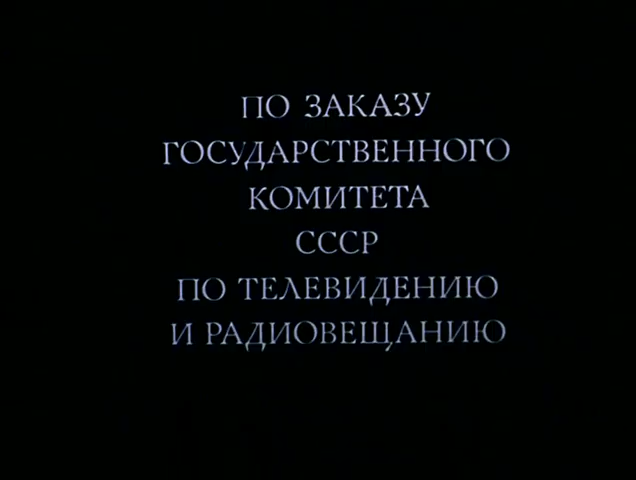 ПО ЗАКАЗУ
ГОСУДАРСТВЕННОГО
КОМИТЕТА
СССР
ПО ТЕЛЕВИДЕНИЮ
И РАДИОВЕЩАНИЮ